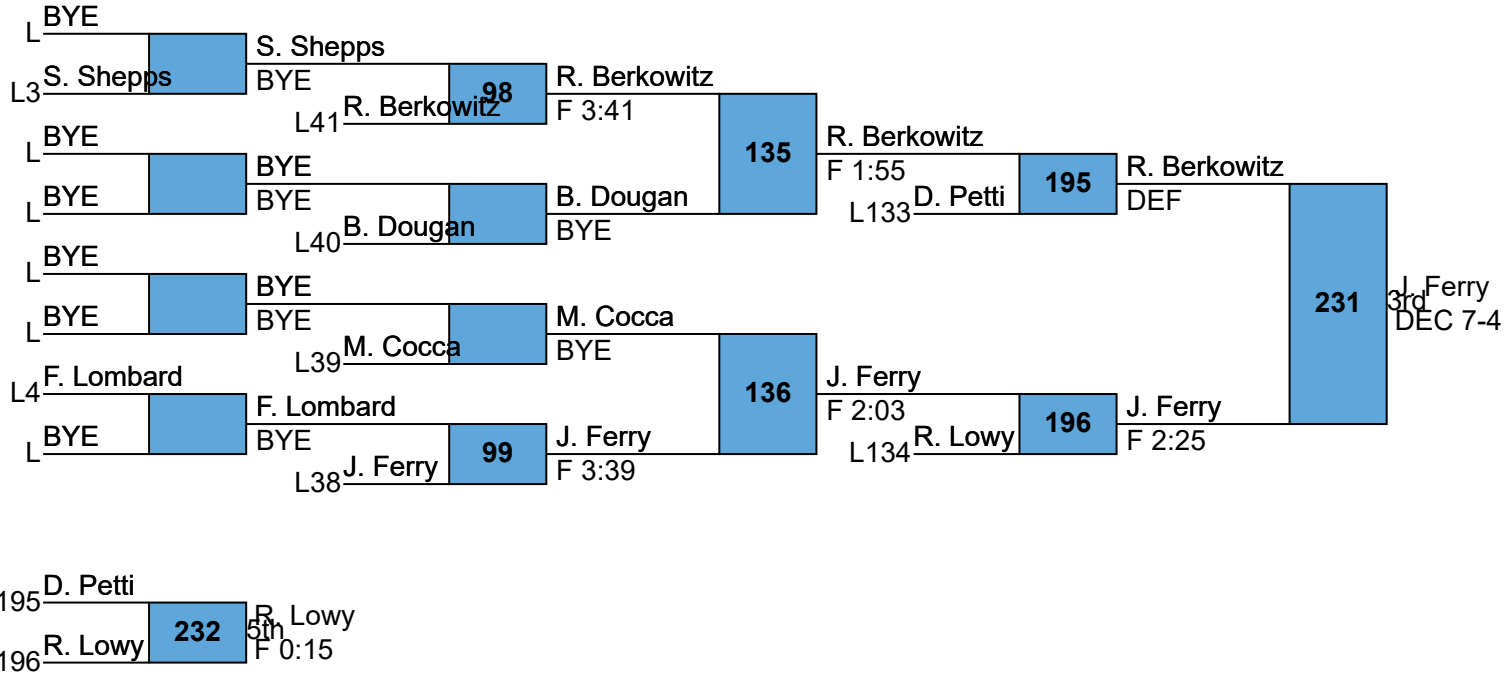 BYE
L
S. Shepps
L3
S. Shepps
BYE
98
R. Berkowitz
L41
R. Berkowitz
F 3:41
BYE
L
BYE
L
BYE
BYE
B. Dougan
L40
B. Dougan
BYE
135
R. Berkowitz
F 1:55
D. Petti
L133
195
R. Berkowitz
DEF
BYE
L
BYE
L
BYE
BYE
M. Cocca
L39
M. Cocca
BYE
F. Lombard
L4
BYE
L
F. Lombard
BYE
99
J. Ferry
L38
J. Ferry
F 3:39
136
J. Ferry
F 2:03
R. Lowy
L134
196
J. Ferry
F 2:25
231
3rd
J. Ferry
DEC 7-4
D. Petti
195
R. Lowy
196
232
5th
R. Lowy
F 0:15